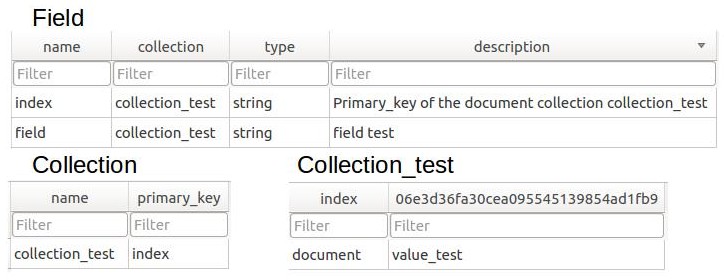 Field
name collection type description
Filter Filter Filter Filter
index collection_test string Primary_key of the document collection collection_test
field collection_test string field test
Collection
name primary_key
Filter Filter
collection_test index
Collection_test
index 06e3d36fa30cea095545139854ad1fb9
Filter Filter
document value_test